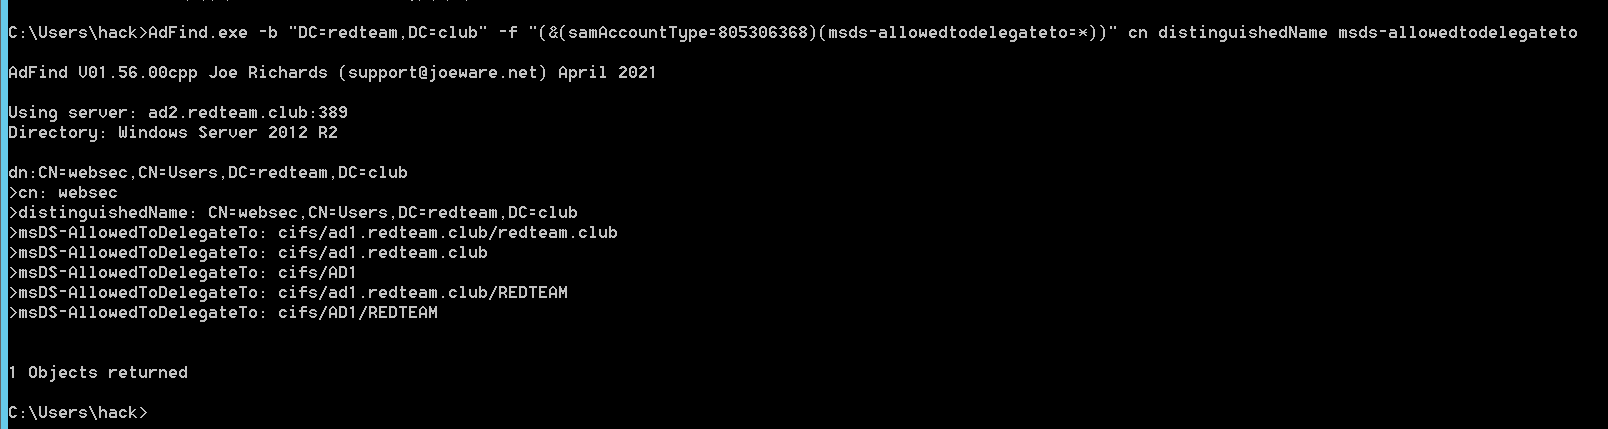 C:\Users\hack>AdFind.exe -b "DC=redteam,DC=club" -f "(&(samAccountType=805306368)(msds-allowedtodelegateto=*))" cn distinguishedName msds-allowedtodelegateto
AdFind V01.56.00cpp Joe Richards (support@joeware.net) April 2021
Using server: ad2.redteam.club:389
Directory: Windows Server 2012 R2
dn:CN=websec,CN=Users,DC=redteam,DC=club
>cn: websec
>distinguishedName: CN=websec,CN=Users,DC=redteam,DC=club
>msDS-AllowedToDelegateTo: cifs/ad1.redteam.club/redteam.club
>msDS-AllowedToDelegateTo: cifs/ad1.redteam.club
>msDS-AllowedToDelegateTo: cifs/AD1
>msDS-AllowedToDelegateTo: cifs/ad1.redteam.club/REDTEAM
>msDS-AllowedToDelegateTo: cifs/AD1/REDTEAM
1 Objects returned
C:\Users\hack>